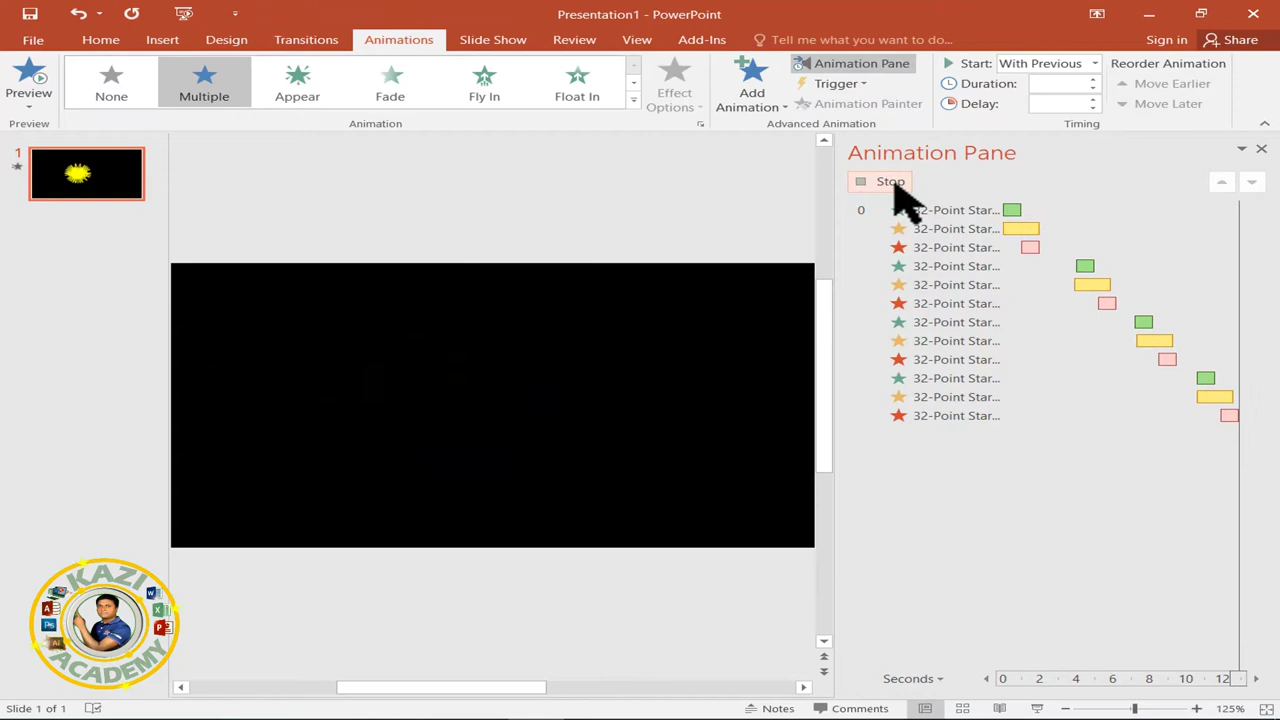 Presentation1 - PowerPoint
File
Home
Insert
Design
Transitions
Animations
Slide Show
Review
View
Add-Ins
Tell me what you want to do...
Sign in
Share
Preview
Preview
None
Multiple
Appear
Fade
Fly In
Float In
Animation
Effect
Options
Add
Animation
Animation Pane
Trigger
Animation Painter
Advanced Animation
Start: With Previous
Duration:
Delay:
Timing
Reorder Animation
Move Earlier
Move Later
1
Animation Pane
Stop
0
32-Point Star...
32-Point Star...
32-Point Star...
32-Point Star...
32-Point Star...
32-Point Star...
32-Point Star...
32-Point Star...
32-Point Star...
32-Point Star...
32-Point Star...
32-Point Star...
Seconds
0 2 4 6 8 10 12
KAZI
ACADEMY
W
A
X
Ps
P
Ai
Slide 1 of 1
Notes
Comments
125%